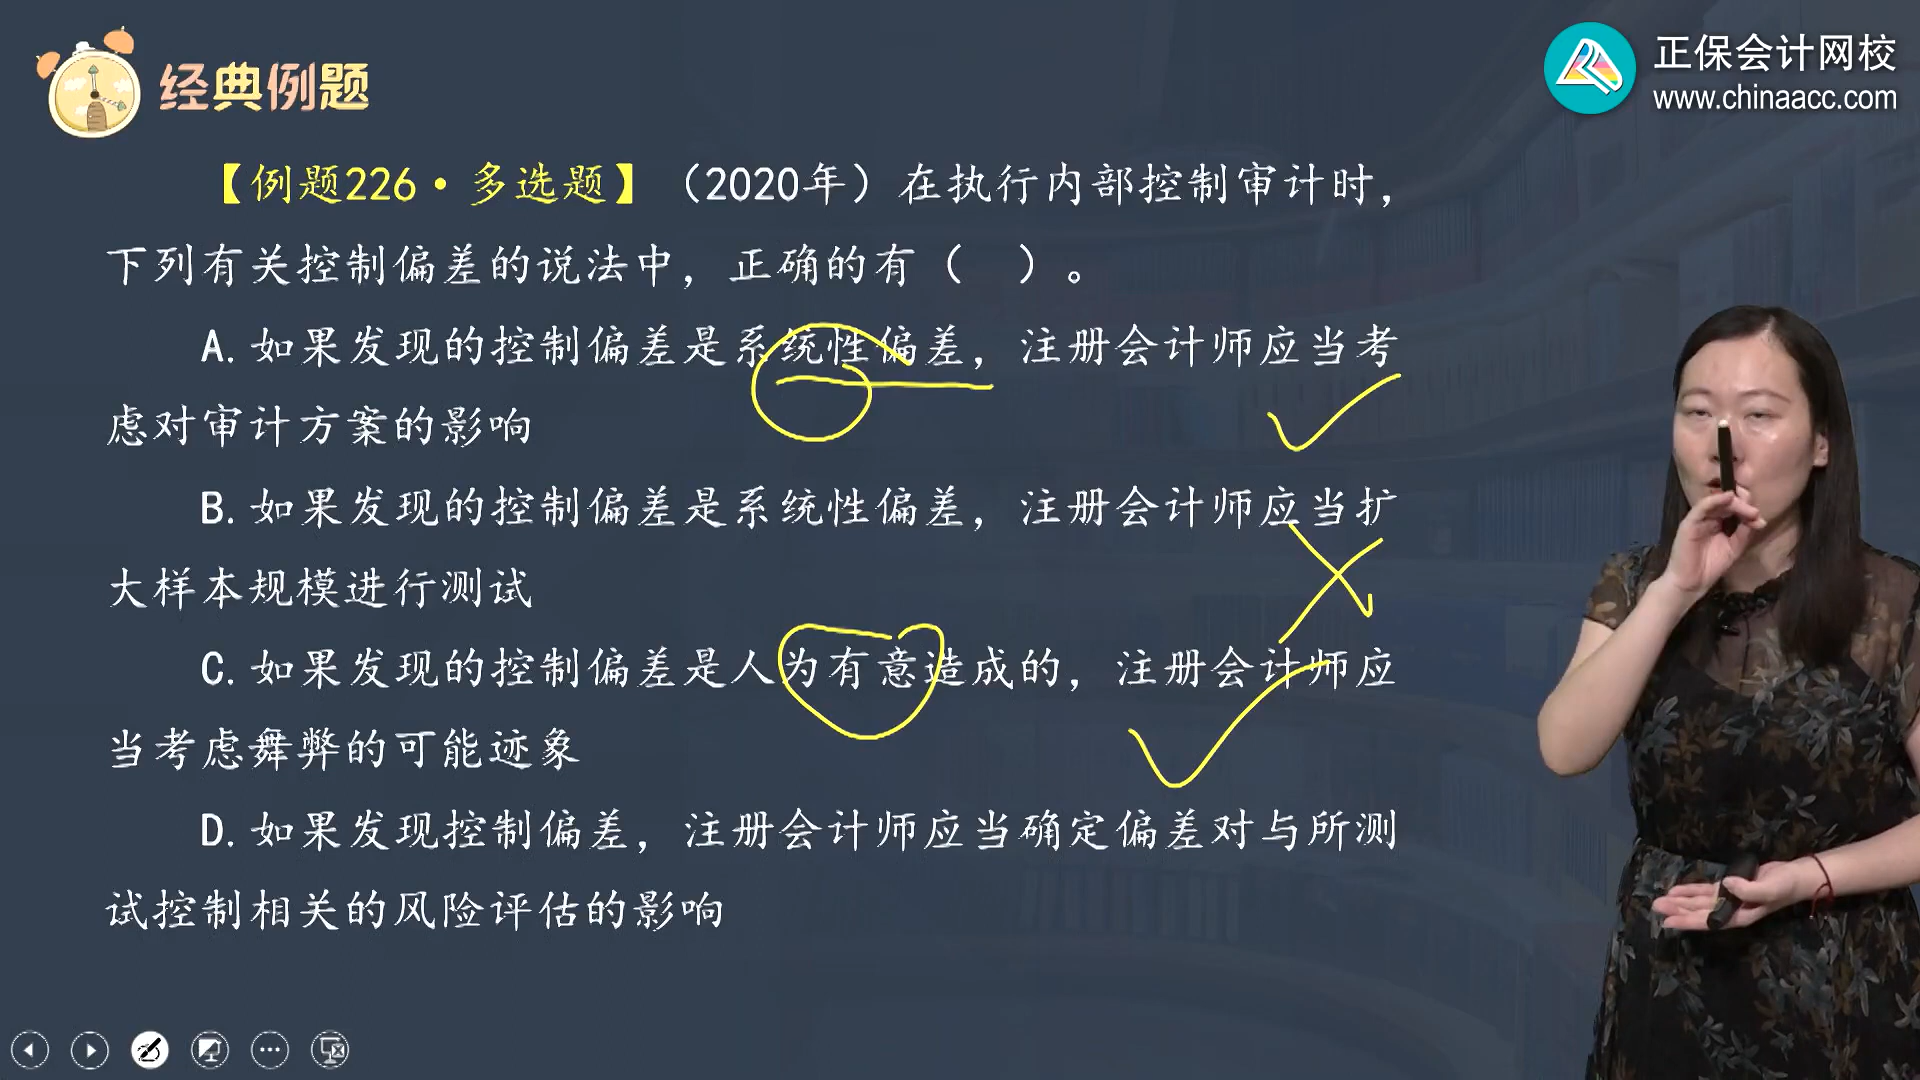 经典例题
正保会计网校
www.chinaacc.com
【例题226·多选题】（2020年）在执行内部控制审计时，
下列有关控制偏差的说法中，正确的有（　）。
A.如果发现的控制偏差是系统性偏差，注册会计师应当考
虑对审计方案的影响
B.如果发现的控制偏差是系统性偏差，注册会计师应当扩
大样本规模进行测试
C.如果发现的控制偏差是人为有意造成的，注册会计师应
当考虑舞弊的可能迹象
D.如果发现控制偏差，注册会计师应当确定偏差对与所测
试控制相关的风险评估的影响